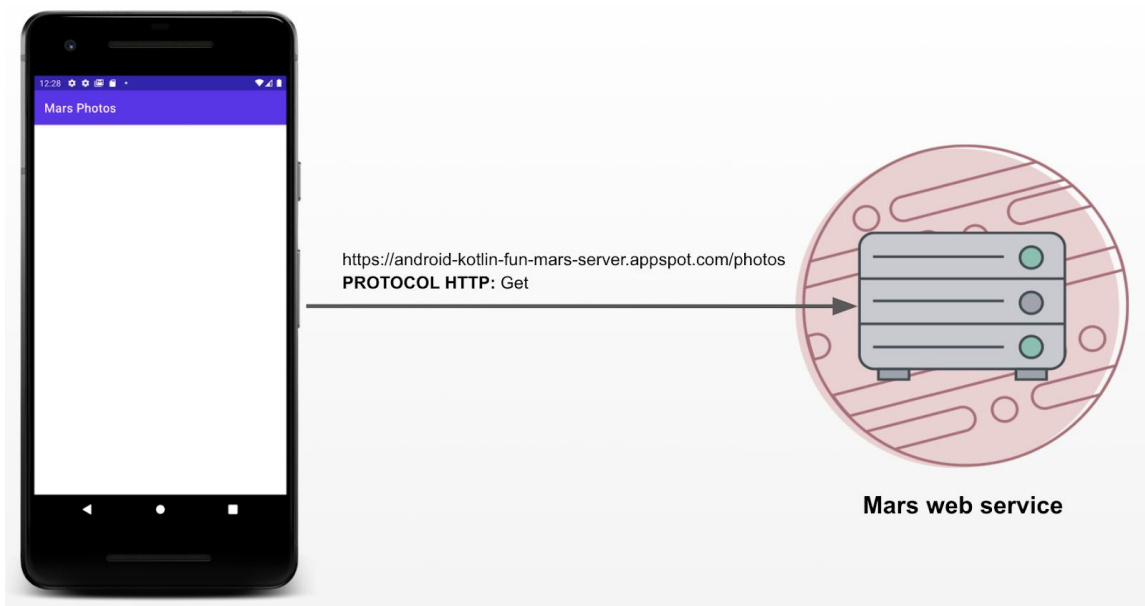 12:28
Mars Photos
https://android-kotlin-fun-mars-server.appspot.com/photos
PROTOCOL HTTP: Get
Mars web service